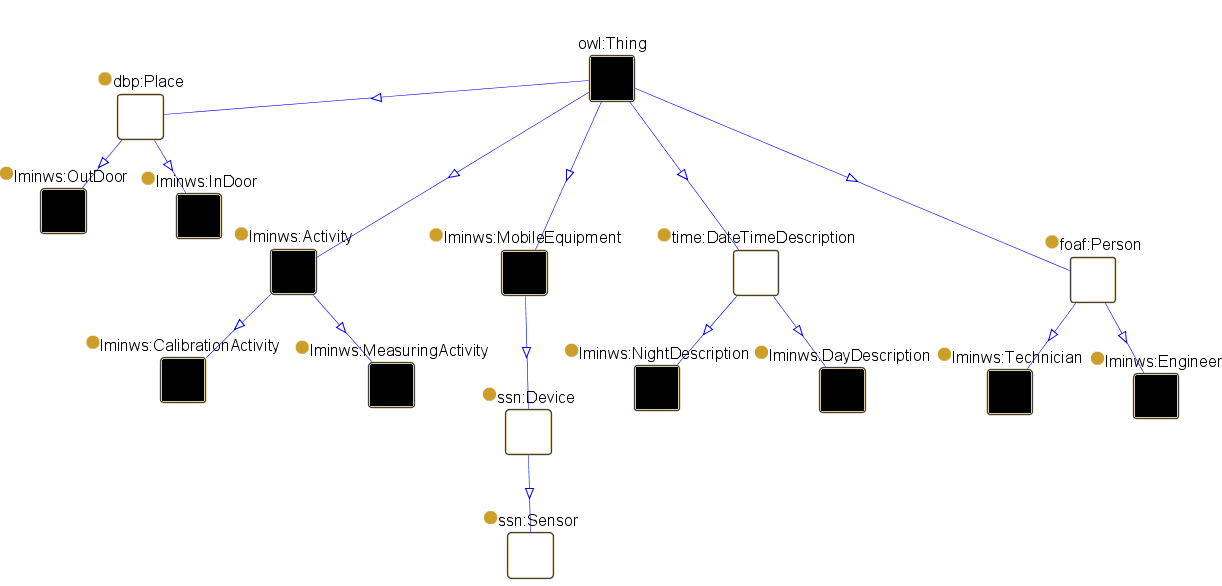 owl:Thing
dbp:Place
lminws:OutDoor
lminws:InDoor
lminws:Activity
lminws:MobileEquipment
time:DateTimeDescription
foaf:Person
lminws:CalibrationActivity
lminws:MeasuringActivity
lminws:NightDescription
lminws:DayDescription
lminws:Technician
lminws:Engineer
ssn:Device
ssn:Sensor